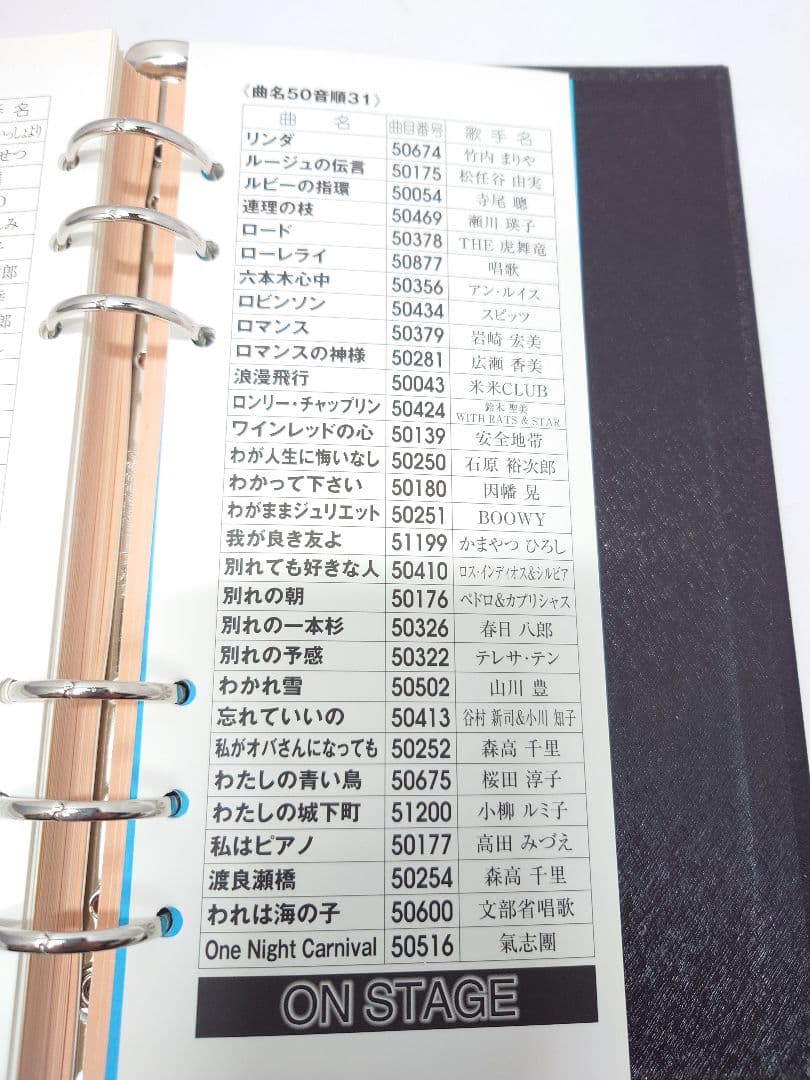 手 名
いっしょり
せつ
み
郎
郎
〈曲名50音順31〉
曲 名 曲目番号 歌手名
リンダ 50674 竹内 まりや
ルージュの伝言 50175 松任谷 由実
ルビーの指環 50054 寺尾 聰
連理の枝 50469 瀬川 瑛子
ロード 50378 THE 虎舞竜
ローレライ 50877 唱歌
六本木心中 50356 アン・ルイス
ロビンソン 50434 スピッツ
ロマンス 50379 岩崎 宏美
ロマンスの神様 50281 広瀬 香美
浪漫飛行 50043 米米CLUB
ロンリー・チャップリン 50424 鈴木 聖美 WITH RATS & STAR
ワインレッドの心 50139 安全地帯
わが人生に悔いなし 50250 石原 裕次郎
わかって下さい 50180 因幡 晃
わがままジュリエット 50251 BOOWY
我が良き友よ 51199 かまやつ ひろし
別れても好きな人 50410 ロス・インディオス&シルビア
別れの朝 50176 ペドロ&カプリシャス
別れの一本杉 50326 春日 八郎
別れの予感 50322 テレサ・テン
わかれ雪 50502 山川 豊
忘れていいの 50413 谷村 新司&小川 知子
私がオバさんになっても 50252 森高 千里
わたしの青い鳥 50675 桜田 淳子
わたしの城下町 51200 小柳 ルミ子
私はピアノ 50177 高田 みづえ
渡良瀬橋 50254 森高 千里
われは海の子 50600 文部省唱歌
One Night Carnival 50516 氣志團
ON STAGE